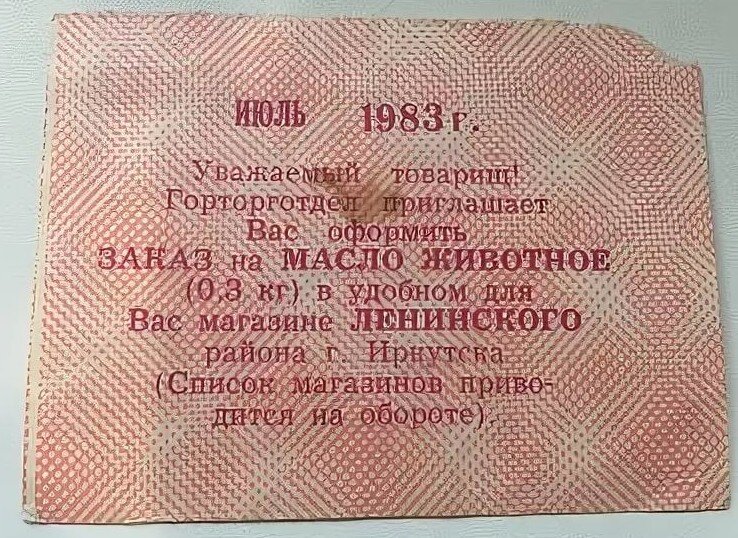 ИЮЛЬ 1983 г.
Уважаемый товарищ!
Горторготдел приглашает
Вас оформить
ЗАКАЗ на МАСЛО ЖИВОТНОЕ
(0,3 кг) в удобном для
Вас магазине ЛЕНИНСКОГО
района г. Иркутска
(Список магазинов приво-
дится на обороте).